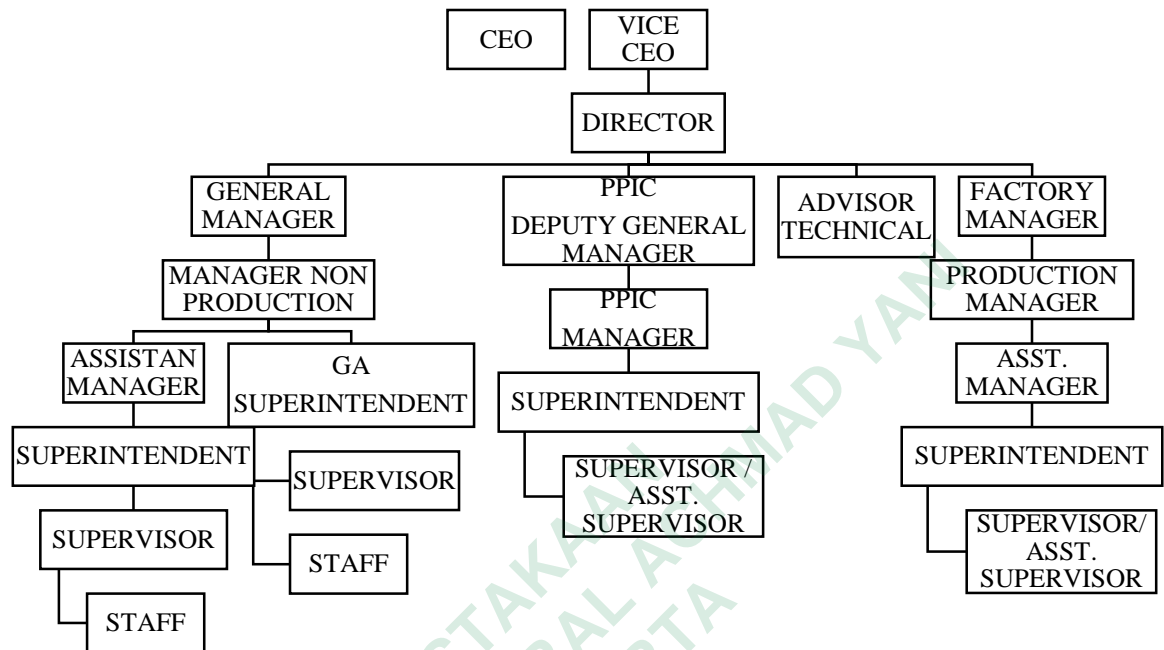 CEO
VICE
CEO
DIRECTOR
GENERAL
MANAGER
PPIC
DEPUTY GENERAL
MANAGER
ADVISOR
TECHNICAL
FACTORY
MANAGER
MANAGER NON
PRODUCTION
PPIC
MANAGER
PRODUCTION
MANAGER
ASSISTAN
MANAGER
GA
SUPERINTENDENT
SUPERINTENDENT
ASST.
MANAGER
SUPERINTENDENT
SUPERVISOR
SUPERVISOR /
ASST.
SUPERVISOR
SUPERINTENDENT
SUPERVISOR
STAFF
SUPERVISOR/
ASST.
SUPERVISOR
STAFF
ACHMAD YANI